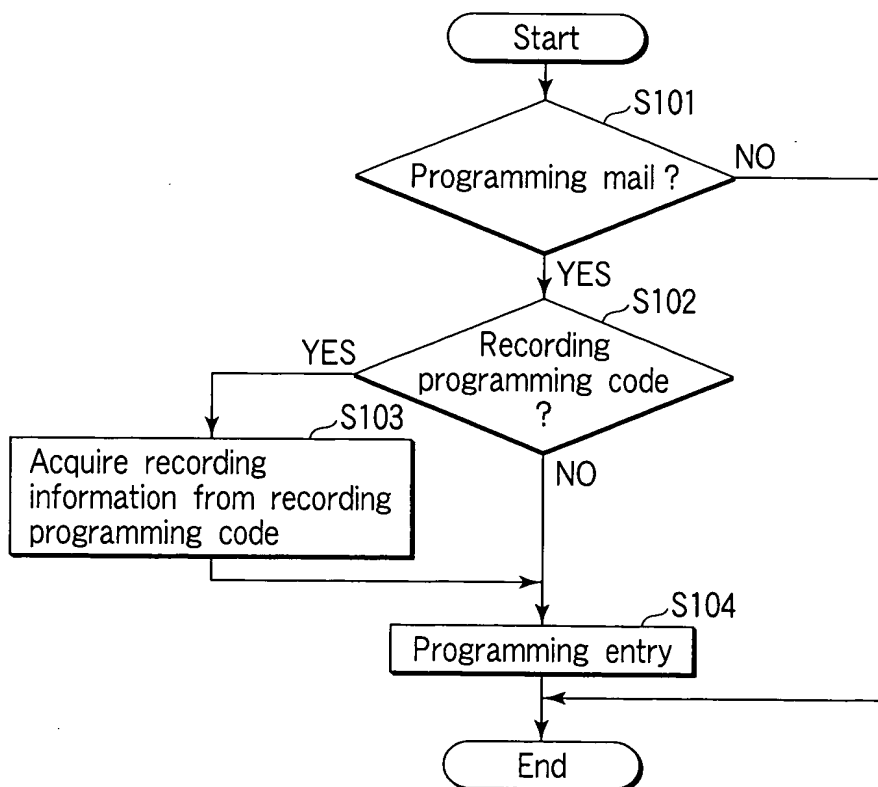 Start
S101
Programming mail ?
NO
YES
S102
Recording
programming code
?
YES
S103
Acquire recording
information from recording
programming code
NO
S104
Programming entry
End